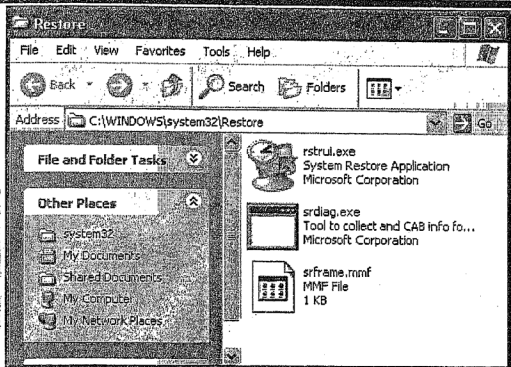 Restore
File Edit View Favorites Tools Help
Back Search Folders
Address C:\WINDOWS\system32\Restore Go
File and Folder Tasks
Other Places
system32
My Documents
Shared Documents
My Computer
My Network Places
rstrui.exe
System Restore Application
Microsoft Corporation
srdiag.exe
Tool to collect and CAB info fo...
Microsoft Corporation
srframe.mmf
MMF File
1 KB